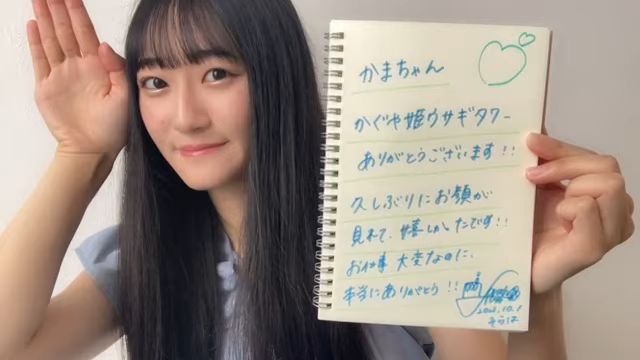 かまちゃん
かぐや姫ウサギタワー
ありがとうございます!!
久しぶりにお顔が
見れて、嬉しかったです!!
お仕事大変なのに、
本当にありがとう!!